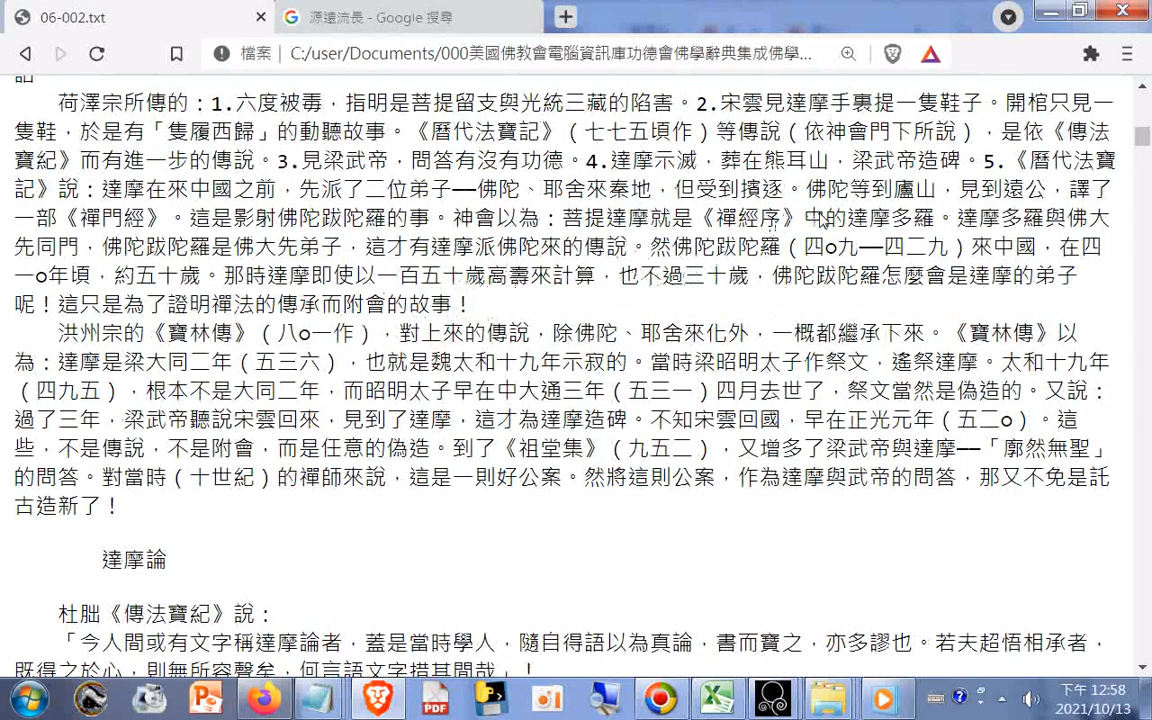 06-002.txt
源遠流長 - Google 搜尋
檔案
C:/user/Documents/000美國佛教會電腦資訊庫功德會佛學辭典集成佛學...
荷澤宗所傳的：1.六度被毒，指明是菩提留支與光統三藏的陷害。2.宋雲見達摩手裏提一隻鞋子。開棺只見一
隻鞋，於是有「隻履西歸」的動聽故事。《曆代法寶記》（七七五頃作）等傳說（依神會門下所說），是依《傳法
寶紀》而有進一步的傳說。3.見梁武帝，問答有沒有功德。4.達摩示滅，葬在熊耳山，梁武帝造碑。5.《曆代法寶
記》說：達摩在來中國之前，先派了二位弟子──佛陀、耶舍來秦地，但受到擯逐。佛陀等到廬山，見到遠公，譯了
一部《禪門經》。這是影射佛陀跋陀羅的事。神會以為：菩提達摩就是《禪經序》中的達摩多羅。達摩多羅與佛大
先同門，佛陀跋陀羅是佛大先弟子，這才有達摩派佛陀來的傳說。然佛陀跋陀羅（四○九──四二九）來中國，在四
一○年頃，約五十歲。那時達摩即使以一百五十歲高壽來計算，也不過三十歲，佛陀跋陀羅怎麼會是達摩的弟子
呢！這只是為了證明禪法的傳承而附會的故事！
洪州宗的《寶林傳》（八○一作），對上來的傳說，除佛陀、耶舍來化外，一概都繼承下來。《寶林傳》以
為：達摩是梁大同二年（五三六），也就是魏太和十九年示寂的。當時梁昭明太子作祭文，遙祭達摩。太和十九年
（四九五），根本不是大同二年，而昭明太子早在中大通三年（五三一）四月去世了，祭文當然是偽造的。又說：
過了三年，梁武帝聽說宋雲回來，見到了達摩，這才為達摩造碑。不知宋雲回國，早在正光元年（五二○）。這
些，不是傳說，不是附會，而是任意的偽造。到了《祖堂集》（九五二），又增多了梁武帝與達摩──「廓然無聖」
的問答。對當時（十世紀）的禪師來說，這是一則好公案。然將這則公案，作為達摩與武帝的問答，那又不免是託
古造新了！
達摩論
杜朏《傳法寶紀》說：
「今人間或有文字稱達摩論者，蓋是當時學人，隨自得語以為真論，書而寶之，亦多謬也。若夫超悟相承者，
既得之於心，則無所容聲矣，何言語文字措其間哉」！
下午 12:58
2021/10/13